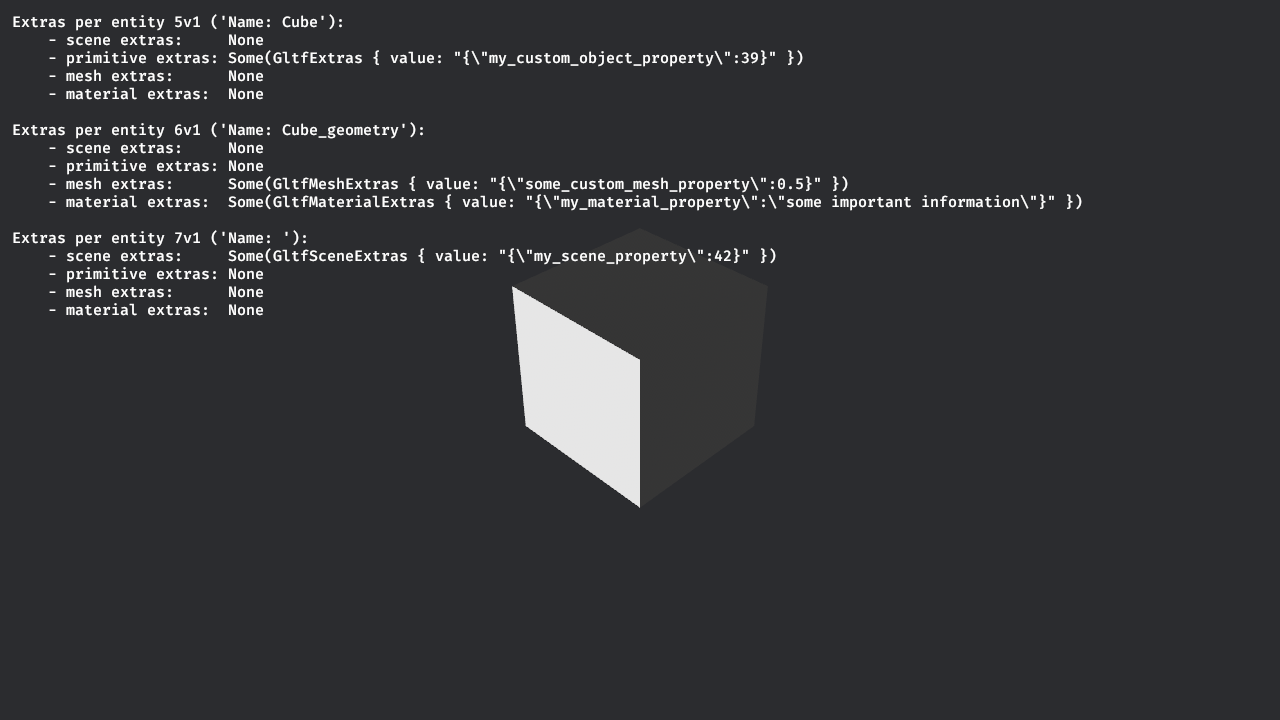 Extras per entity 5v1 ('Name: Cube'):
    - scene extras:     None
    - primitive extras: Some(GltfExtras { value: "{\"my_custom_object_property\":39}" })
    - mesh extras:      None
    - material extras:  None

Extras per entity 6v1 ('Name: Cube_geometry'):
    - scene extras:     None
    - primitive extras: None
    - mesh extras:      Some(GltfMeshExtras { value: "{\"some_custom_mesh_property\":0.5}" })
    - material extras:  Some(GltfMaterialExtras { value: "{\"my_material_property\":\"some important information\"}" })

Extras per entity 7v1 ('Name: '):
    - scene extras:     Some(GltfSceneExtras { value: "{\"my_scene_property\":42}" })
    - primitive extras: None
    - mesh extras:      None
    - material extras:  None